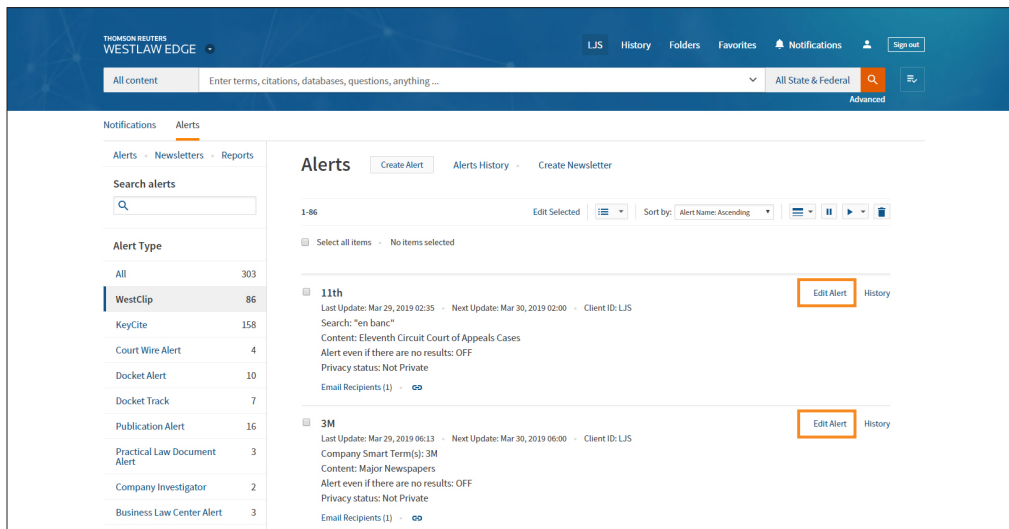 THOMSON REUTERS
WESTLAW EDGE
LJS History Folders Favorites Notifications Sign out
All content Enter terms, citations, databases, questions, anything ... All State & Federal
Advanced
Notifications Alerts
Alerts Newsletters Reports
Search alerts
Alert Type
All 303
WestClip 86
KeyCite 158
Court Wire Alert 4
Docket Alert 10
Docket Track 7
Publication Alert 16
Practical Law Document 3
Alert
Company Investigator 2
Business Law Center Alert 3
Alerts Create Alert Alerts History Create Newsletter
1-86 Edit Selected Sort by: Alert Name: Ascending
Select all items No items selected
11th Edit Alert History
Last Update: Mar 29, 2019 02:35 Next Update: Mar 30, 2019 02:00 Client ID: LJS
Search: "en banc"
Content: Eleventh Circuit Court of Appeals Cases
Alert even if there are no results: OFF
Privacy status: Not Private
Email Recipients (1)
3M Edit Alert History
Last Update: Mar 29, 2019 06:13 Next Update: Mar 30, 2019 06:00 Client ID: LJS
Company Smart Term(s): 3M
Content: Major Newspapers
Alert even if there are no results: OFF
Privacy status: Not Private
Email Recipients (1)